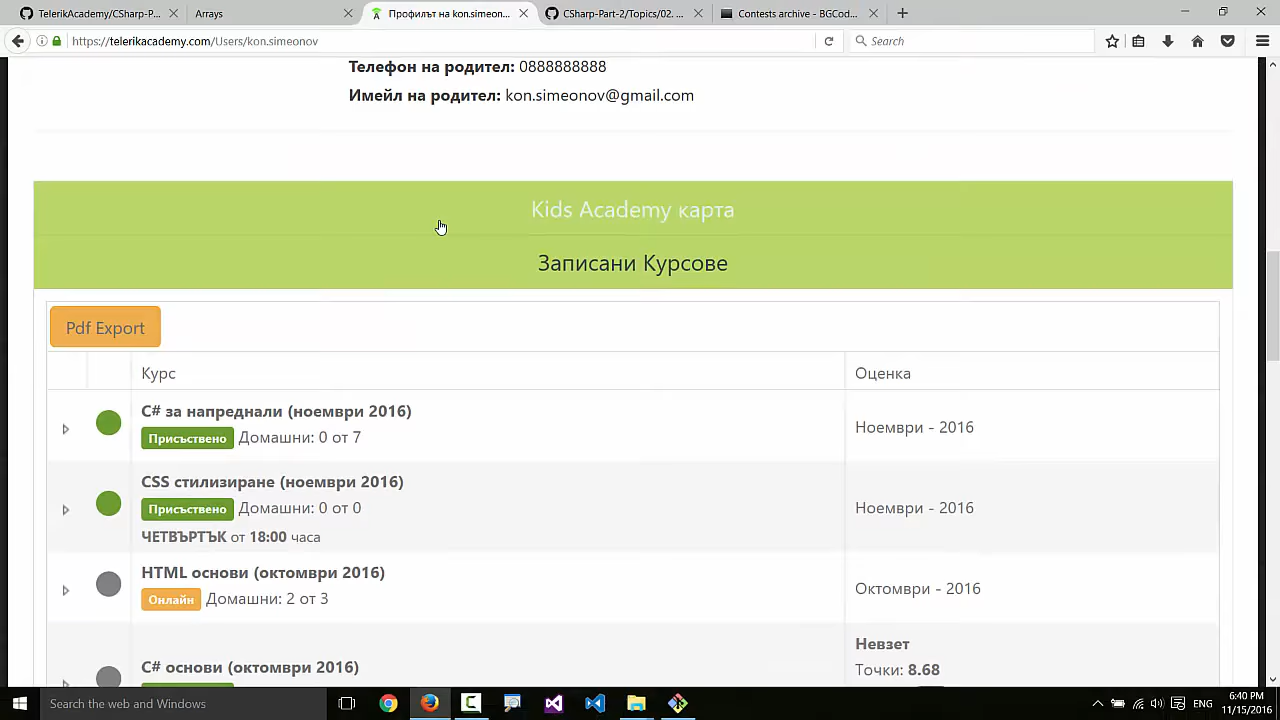 TelerikAcademy/CSharp-P...
Arrays
Профилът на kon.simeon...
CSharp-Part-2/Topics/02. ...
Contests archive - BGCod...
https://telerikacademy.com/Users/kon.simeonov
Search
Телефон на родител: 0888888888
Имейл на родител: kon.simeonov@gmail.com
Kids Academy карта
Записани Курсове
Pdf Export
Курс
Оценка
C# за напреднали (ноември 2016)
Присъствено Домашни: 0 от 7
Ноември - 2016
CSS стилизиране (ноември 2016)
Присъствено Домашни: 0 от 0
ЧЕТВЪРТЪК от 18:00 часа
Ноември - 2016
HTML основи (октомври 2016)
Онлайн Домашни: 2 от 3
Октомври - 2016
C# основи (октомври 2016)
Невзет
Точки: 8.68
Search the web and Windows
ENG
6:40 PM
11/15/2016